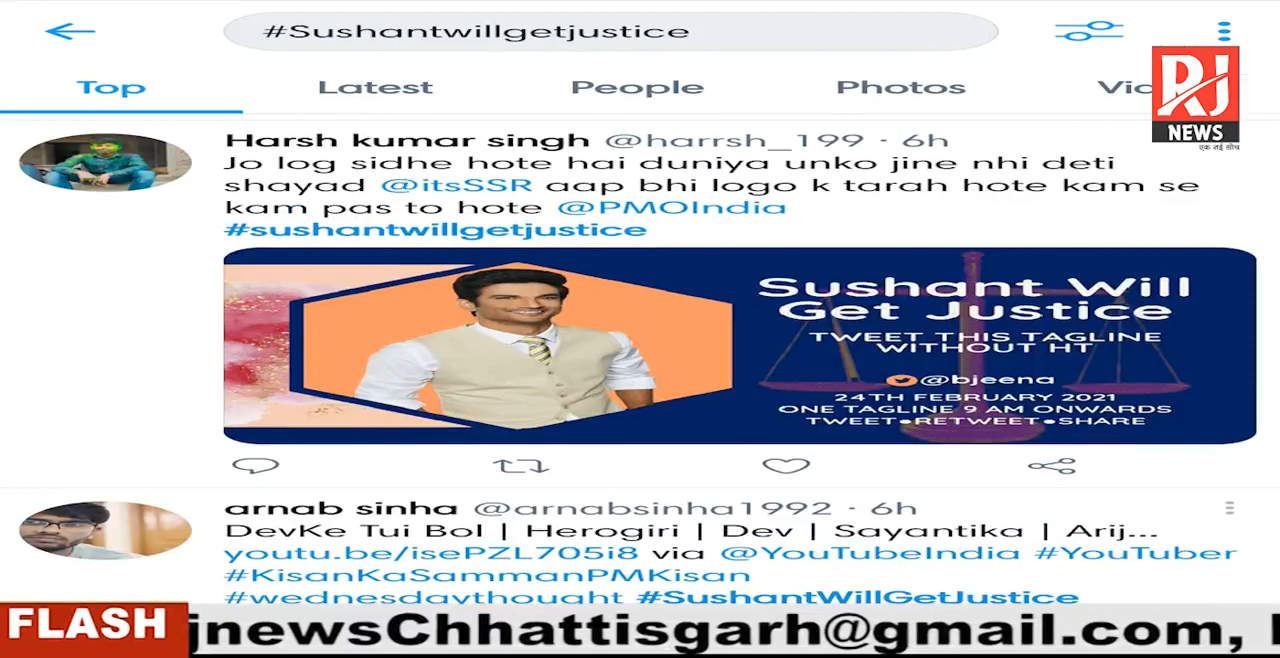 #Sushantwillgetjustice
Top Latest People Photos
RJ
NEWS
एक नई सोच
Harsh kumar singh @harrsh_199 · 6h
Jo log sidhe hote hai duniya unko jine nhi deti
shayad @itsSSR aap bhi logo k tarah hote kam se
kam pas to hote @PMOIndia
#sushantwillgetjustice
Sushant Will
Get Justice
TWEET THIS TAGLINE
WITHOUT HT
@bjeena
24TH FEBRUARY 2021
ONE TAGLINE 9 AM ONWARDS
TWEET•RETWEET•SHARE
arnab sinha @arnabsinha1992 · 6h
DevKe Tui Bol | Herogiri | Dev | Sayantika | Arij...
youtu.be/isePZL705i8 via @YouTubeIndia #YouTuber
#KisanKaSammanPMKisan
#wednesdaythought #SushantWillGetJustice
FLASH jnewsChhattisgarh@gmail.com,